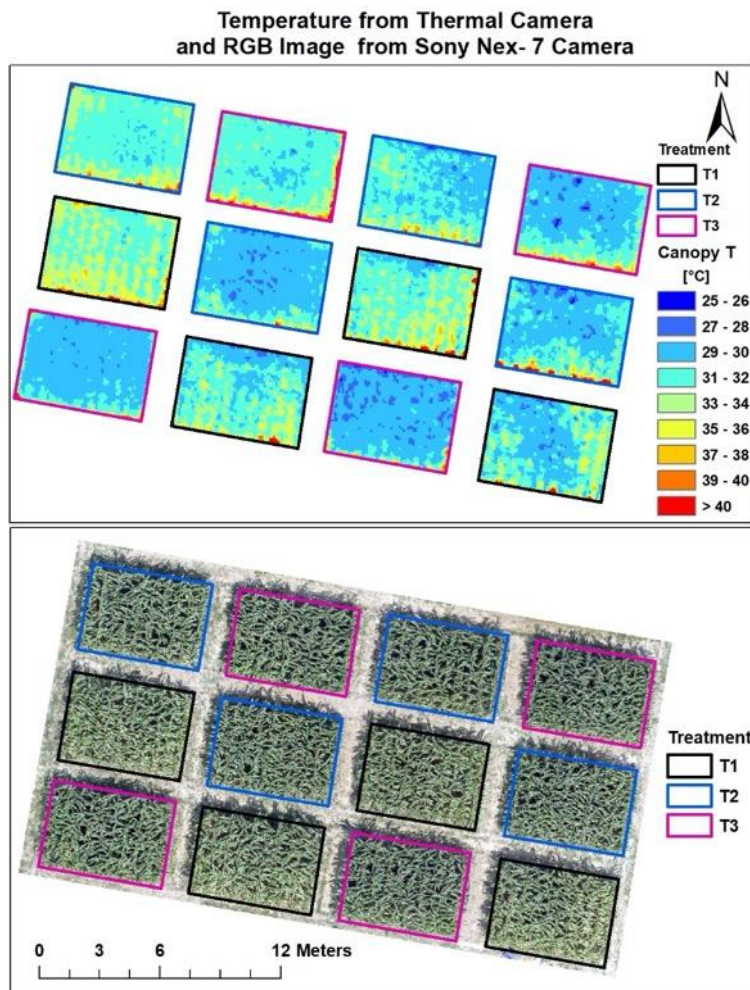 Temperature from Thermal Camera
and RGB Image from Sony Nex- 7 Camera
N
Treatment
T1
T2
T3
Canopy T
[°C]
25 - 26
27 - 28
29 - 30
31 - 32
33 - 34
35 - 36
37 - 38
39 - 40
> 40
Treatment
T1
T2
T3
0 3 6 12 Meters